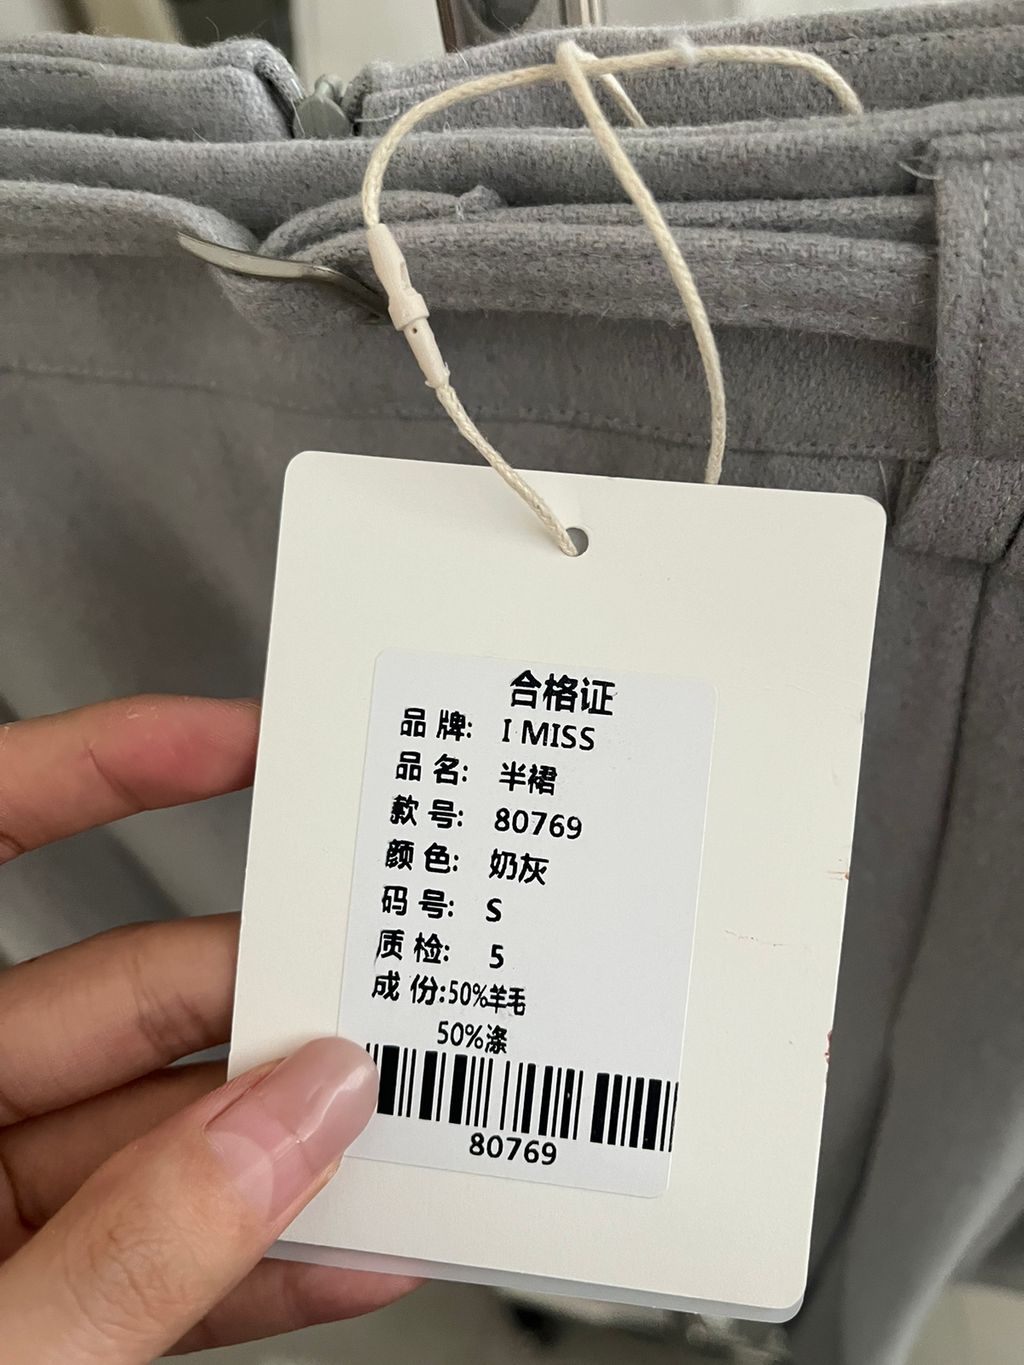 合格证
品 牌: I MISS
品 名: 半裙
款 号: 80769
颜 色: 奶灰
码 号: S
质 检: 5
成 份:50%羊毛
50%涤
80769